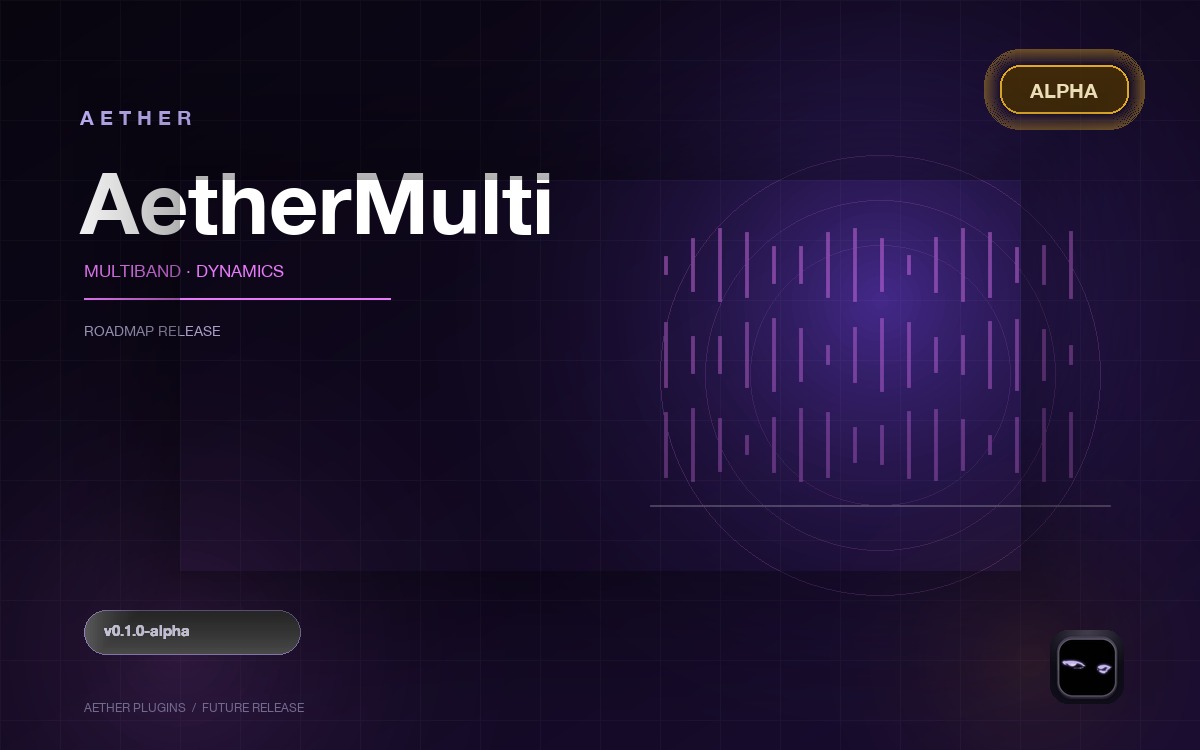 ALPHA
AETHER
AetherMulti
MULTIBAND · DYNAMICS
ROADMAP RELEASE
v0.1.0-alpha
AETHER PLUGINS / FUTURE RELEASE